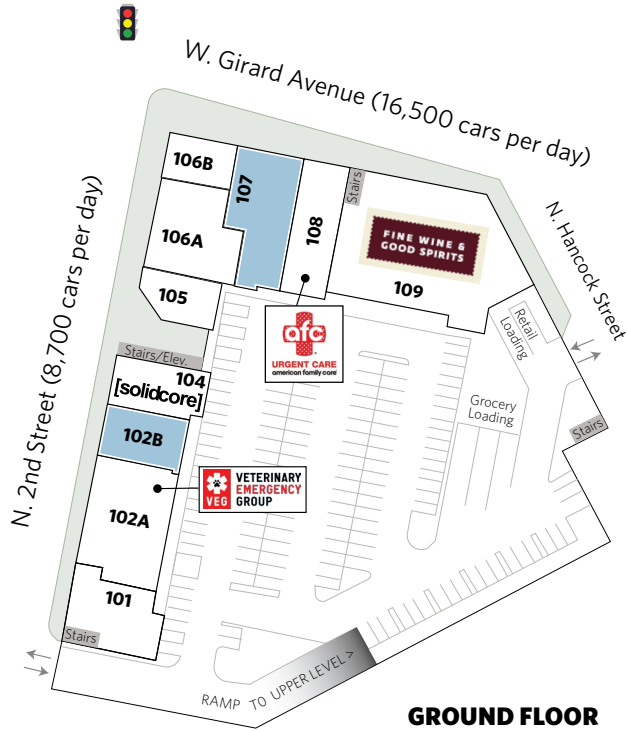 W. Girard Avenue (16,500 cars per day)
N. 2nd Street (8,700 cars per day)
N. Hancock Street
106B
107
108
Stairs
106A
FINE WINE &
GOOD SPIRITS
109
105
Retail
Loading
afc
URGENT CARE
american family care
Stairs/Elev.
104
[solidcore]
Grocery
Loading
Stairs
102B
VEG
VETERINARY
EMERGENCY
GROUP
102A
101
Stairs
RAMP TO UPPER LEVEL >
GROUND FLOOR